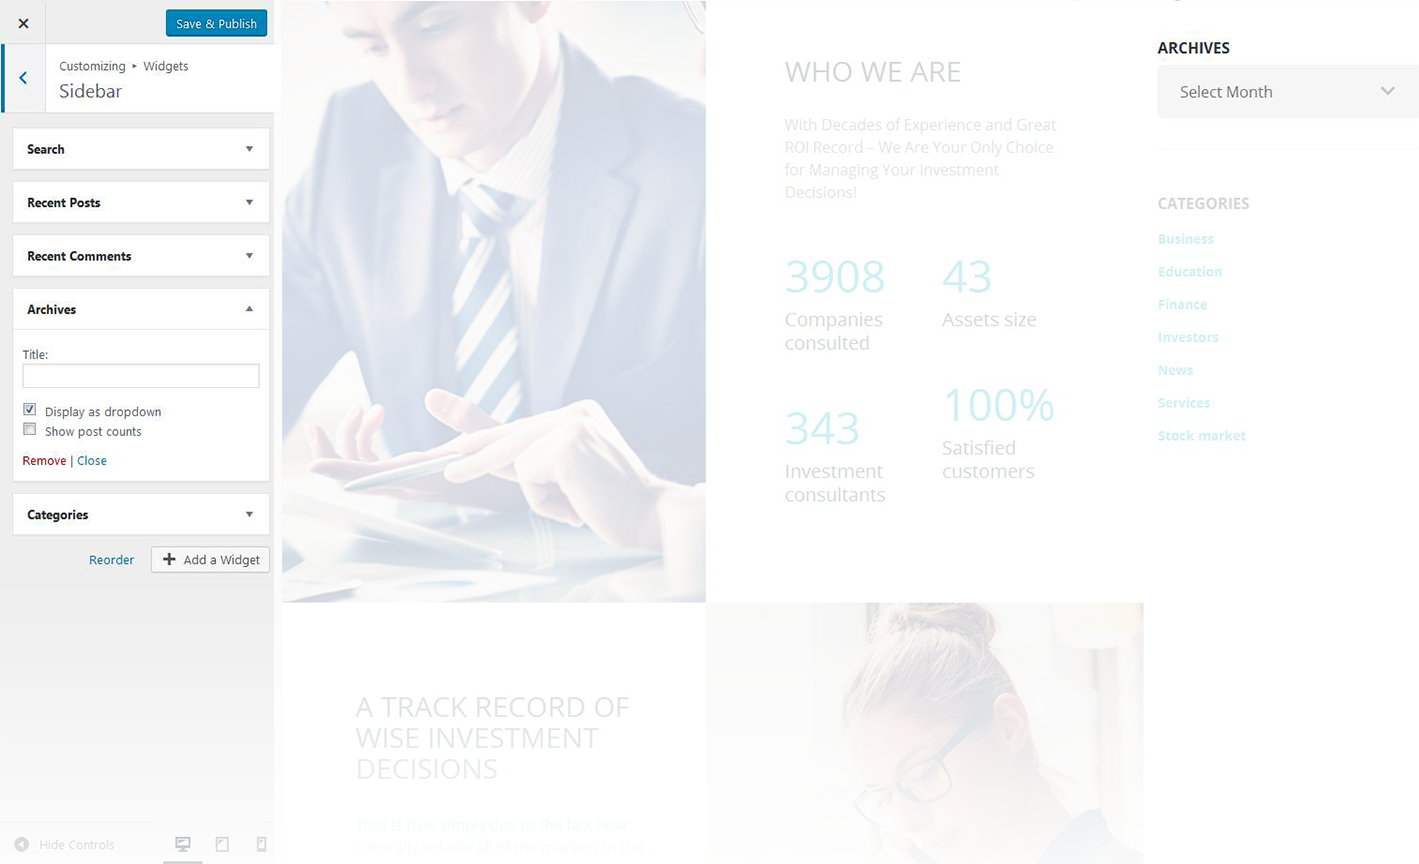 Save & Publish
Customizing ▸ Widgets
Sidebar
Search
Recent Posts
Recent Comments
Archives
Title:
Display as dropdown
Show post counts
Remove | Close
Categories
Reorder
Add a Widget
Hide Controls
WHO WE ARE
With Decades of Experience and Great
ROI Record – We Are Your Only Choice
for Managing Your Investment
Decisions!
3908
Companies
consulted
43
Assets size
343
Investment
consultants
100%
Satisfied
customers
A TRACK RECORD OF
WISE INVESTMENT
DECISIONS
That is true simply due to the fact how
naturally volatile all of the markets in the
ARCHIVES
Select Month
CATEGORIES
Business
Education
Finance
Investors
News
Services
Stock market